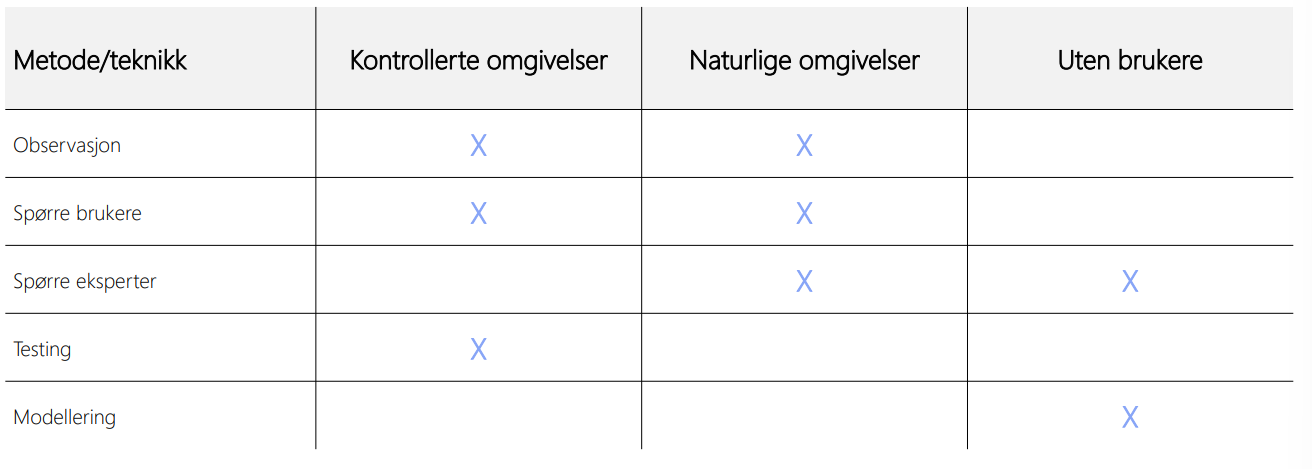 Metode/teknikk Kontrollerte omgivelser Naturlige omgivelser Uten brukere
Observasjon X X
Spørre brukere X X
Spørre eksperter X X
Testing X
Modellering X